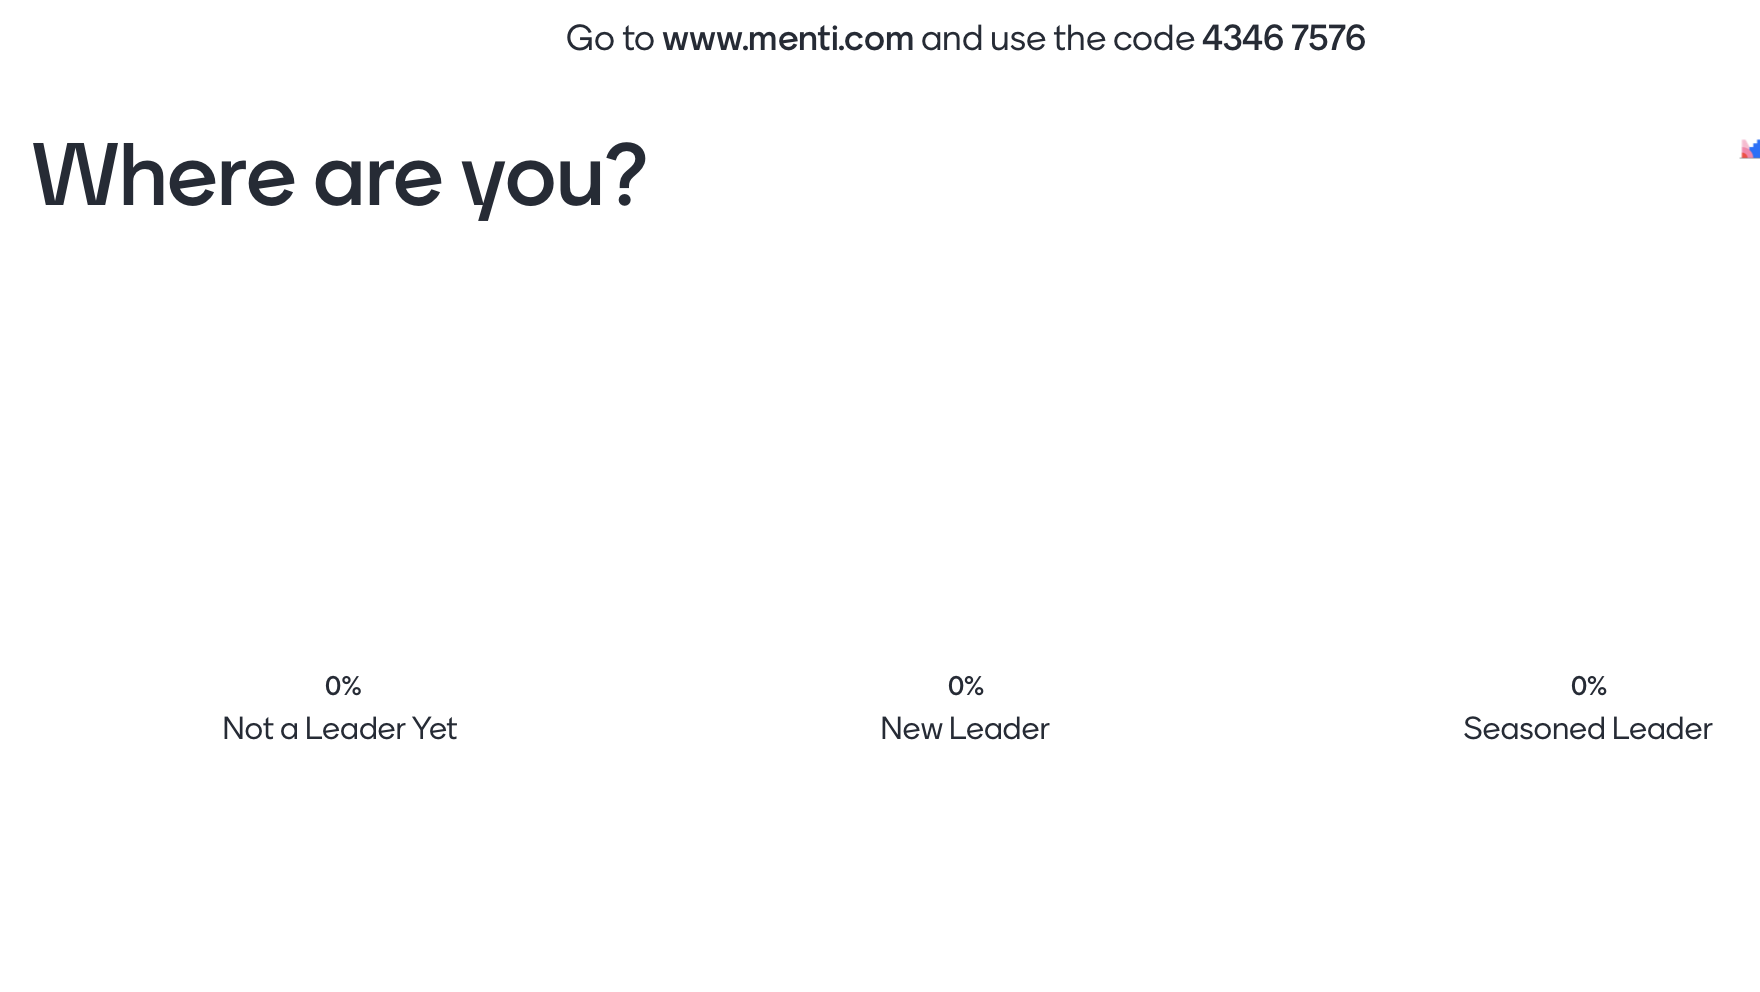 Go to www.menti.com and use the code 4346 7576
Where are you?
0% 0% 0%
Not a Leader Yet New Leader Seasoned Leader